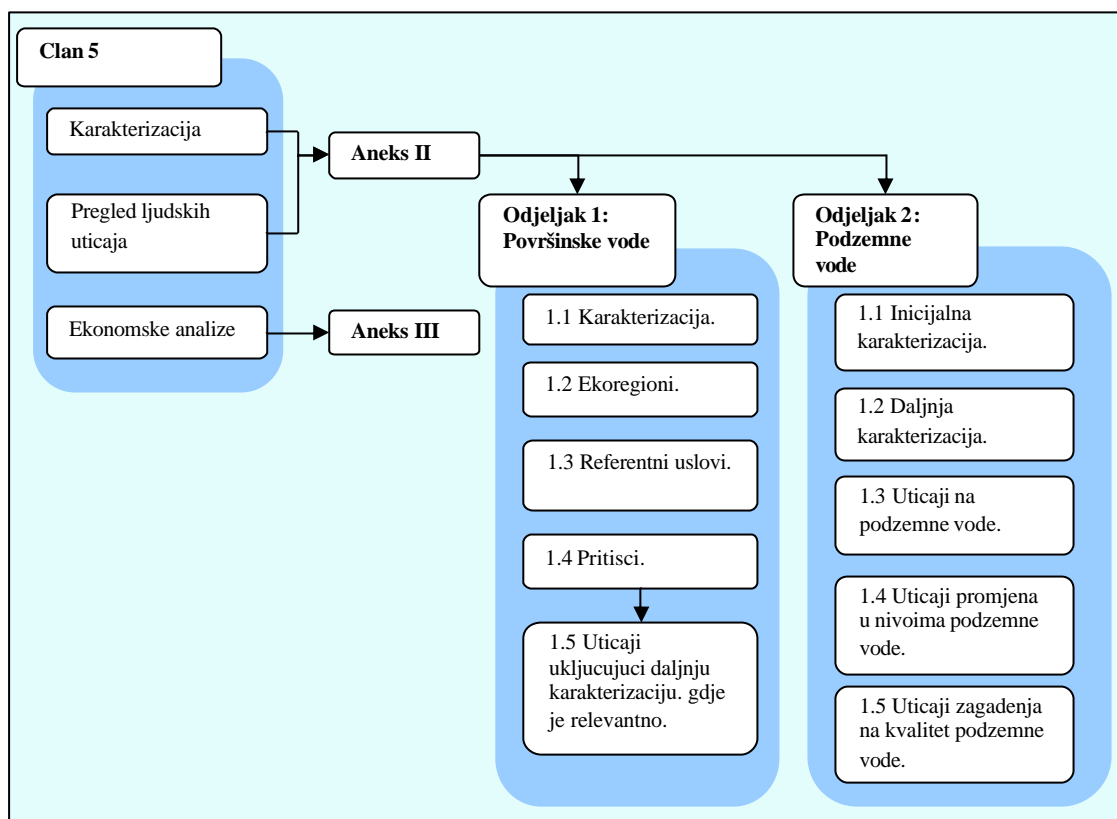 Clan 5
Karakterizacija
Pregled ljudskih
uticaja
Ekonomske analize
Aneks II
Aneks III
Odjeljak 1:
Površinske vode
1.1 Karakterizacija.
1.2 Ekoregioni.
1.3 Referentni uslovi.
1.4 Pritisci.
1.5 Uticaji
ukljucujuci daljnju
karakterizaciju. gdje
je relevantno.
Odjeljak 2:
Podzemne
vode
1.1 Inicijalna
karakterizacija.
1.2 Daljnja
karakterizacija.
1.3 Uticaji na
podzemne vode.
1.4 Uticaji promjena
u nivoima podzemne
vode.
1.5 Uticaji zagadenja
na kvalitet podzemne
vode.